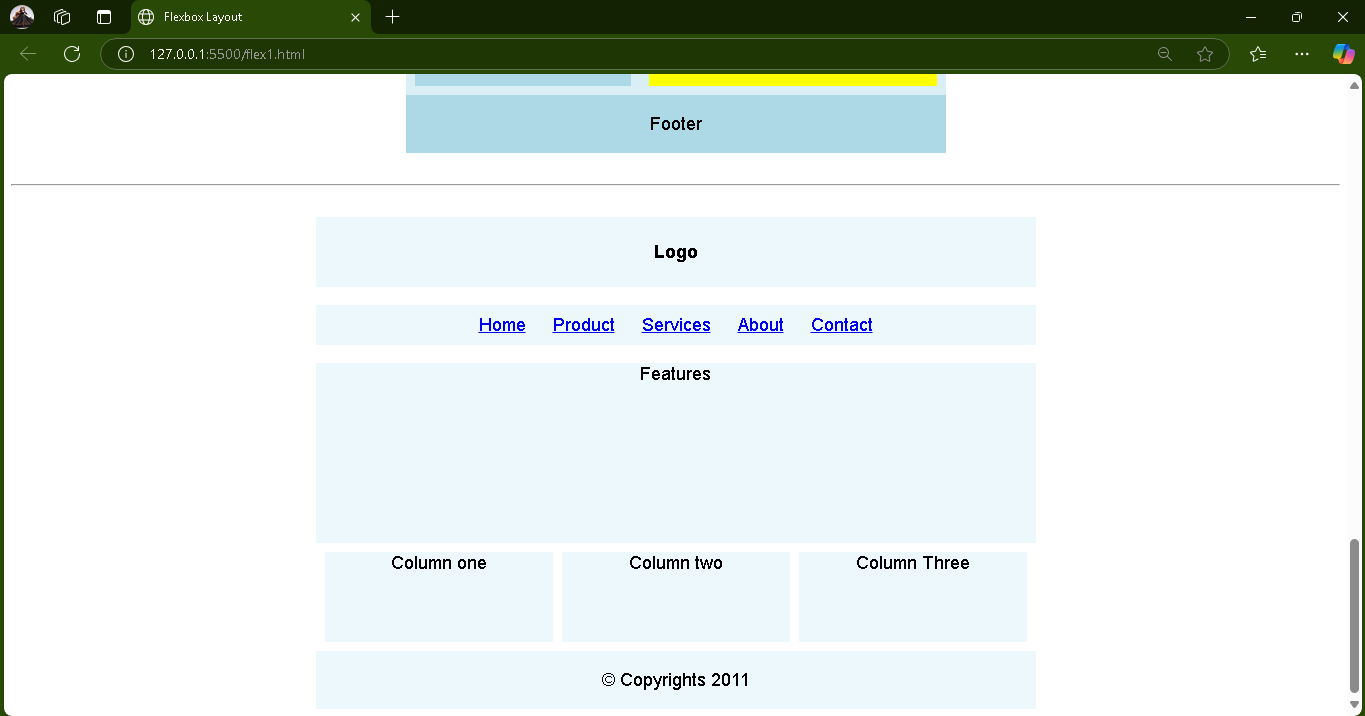 Flexbox Layout
127.0.0.1:5500/flex1.html
Footer
Logo
Home Product Services About Contact
Features
Column one Column two Column Three
© Copyrights 2011